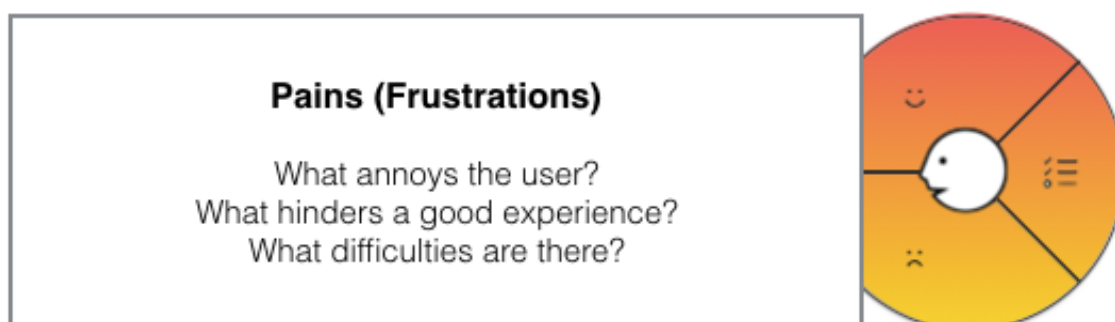 Pains (Frustrations)
What annoys the user?
What hinders a good experience?
What difficulties are there?